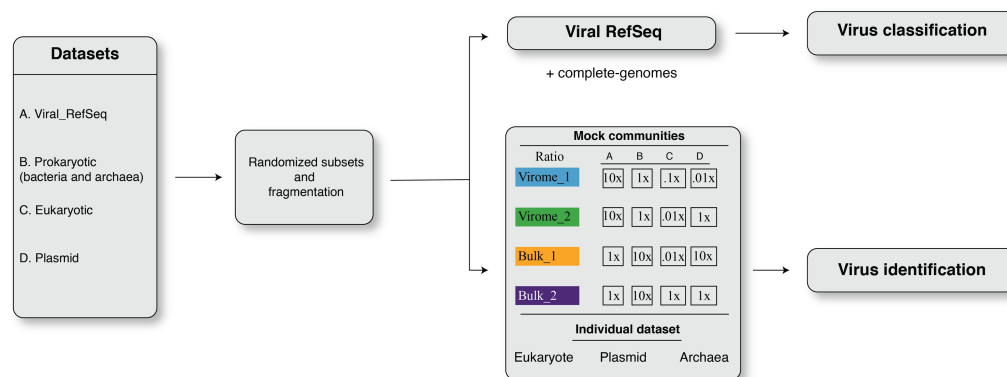 Datasets
A. Viral_RefSeq
B. Prokaryotic
(bacteria and archaea)
C. Eukaryotic
D. Plasmid
Randomized subsets
and
fragmentation
Viral RefSeq
+ complete-genomes
Virus classification
Mock communities
Ratio A B C D
Virome_1 10x 1x .1x .01x
Virome_2 10x 1x .01x 1x
Bulk_1 1x 10x .01x 10x
Bulk_2 1x 10x 1x 1x
Individual dataset
Eukaryote Plasmid Archaea
Virus identification